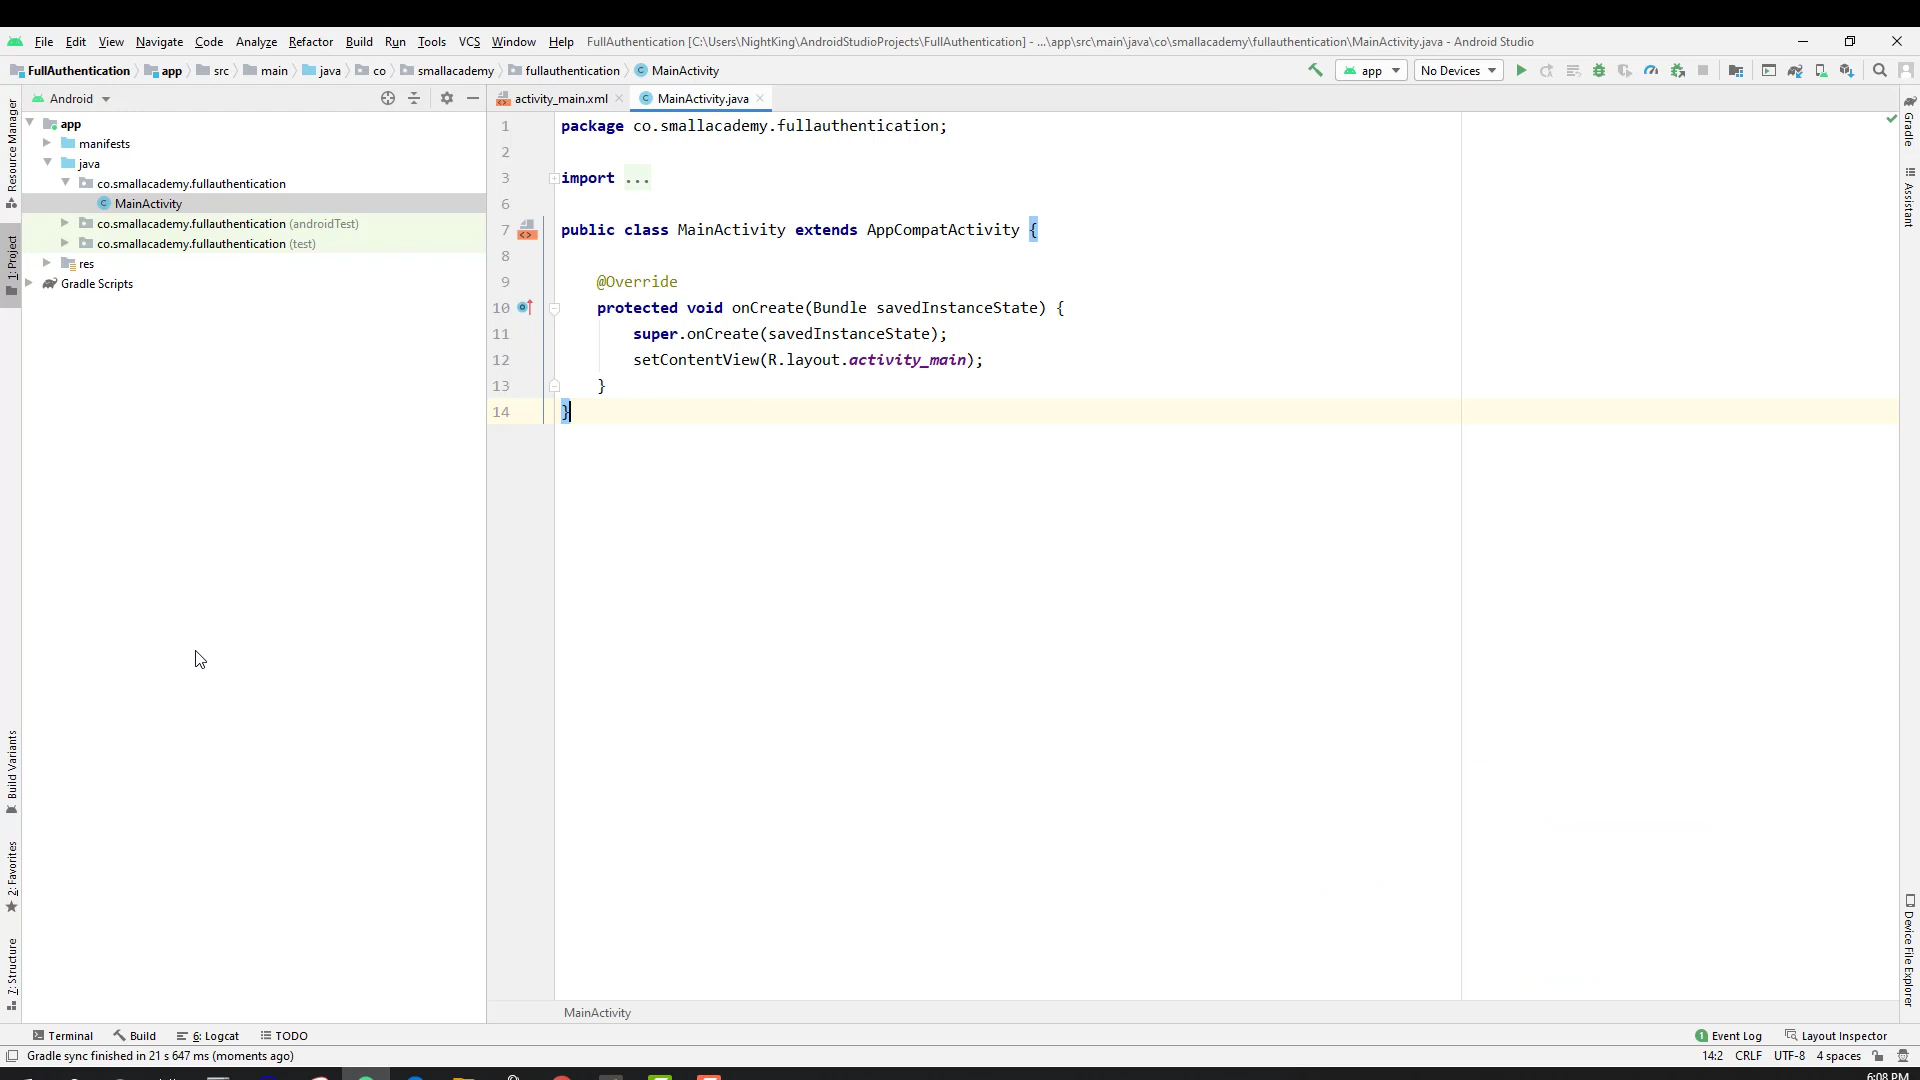 File Edit View Navigate Code Analyze Refactor Build Run Tools VCS Window Help FullAuthentication [C:\Users\NightKing\AndroidStudioProjects\FullAuthentication] - ...\app\src\main\java\co\smallacademy\fullauthentication\MainActivity.java - Android Studio
FullAuthentication app src main java co smallacademy fullauthentication MainActivity app No Devices
Android activity_main.xml MainActivity.java
app
manifests
java
co.smallacademy.fullauthentication
MainActivity
co.smallacademy.fullauthentication (androidTest)
co.smallacademy.fullauthentication (test)
res
Gradle Scripts
Resource Manager
1: Project
Build Variants
2: Favorites
7: Structure
1 package co.smallacademy.fullauthentication;
2
3 import ...
6
7 public class MainActivity extends AppCompatActivity {
8
9 @Override
10 protected void onCreate(Bundle savedInstanceState) {
11 super.onCreate(savedInstanceState);
12 setContentView(R.layout.activity_main);
13 }
14 }
MainActivity
Gradle
Assistant
Device File Explorer
Terminal Build 6: Logcat TODO 1 Event Log Layout Inspector
Gradle sync finished in 21 s 647 ms (moments ago) 14:2 CRLF UTF-8 4 spaces
6:08 PM